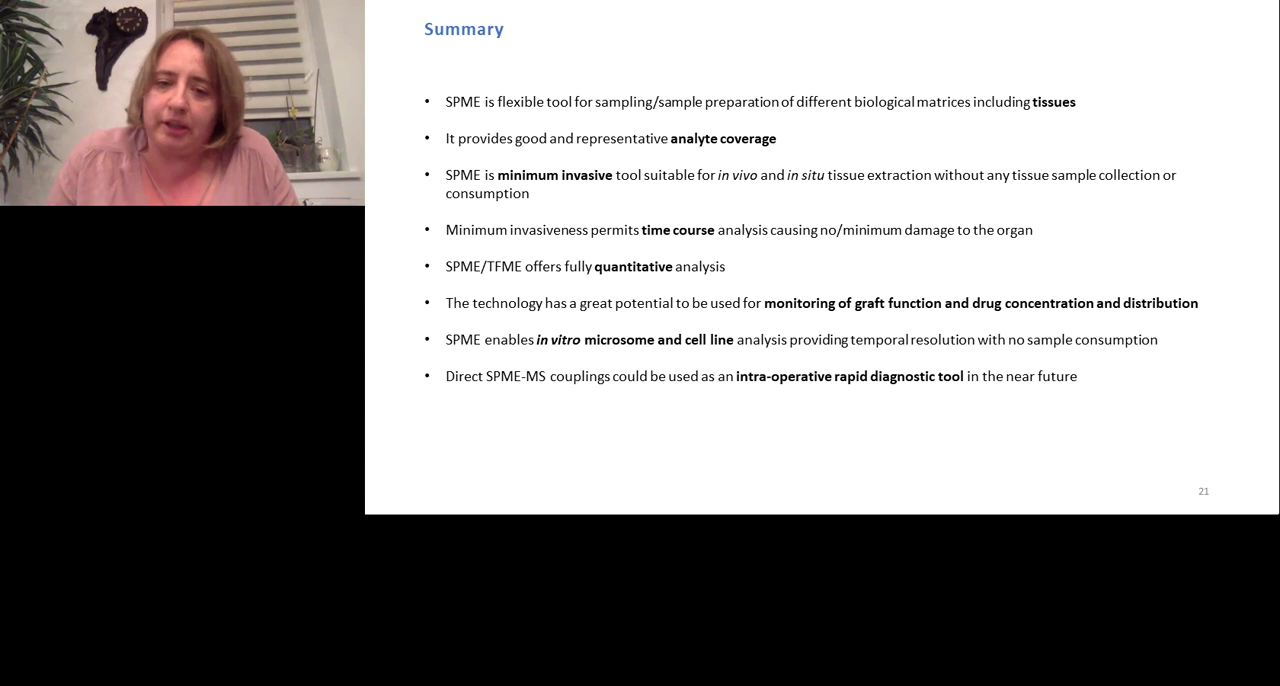 Summary
• SPME is flexible tool for sampling/sample preparation of different biological matrices including tissues
• It provides good and representative analyte coverage
• SPME is minimum invasive tool suitable for in vivo and in situ tissue extraction without any tissue sample collection or
consumption
• Minimum invasiveness permits time course analysis causing no/minimum damage to the organ
• SPME/TFME offers fully quantitative analysis
• The technology has a great potential to be used for monitoring of graft function and drug concentration and distribution
• SPME enables in vitro microsome and cell line analysis providing temporal resolution with no sample consumption
• Direct SPME-MS couplings could be used as an intra-operative rapid diagnostic tool in the near future
21